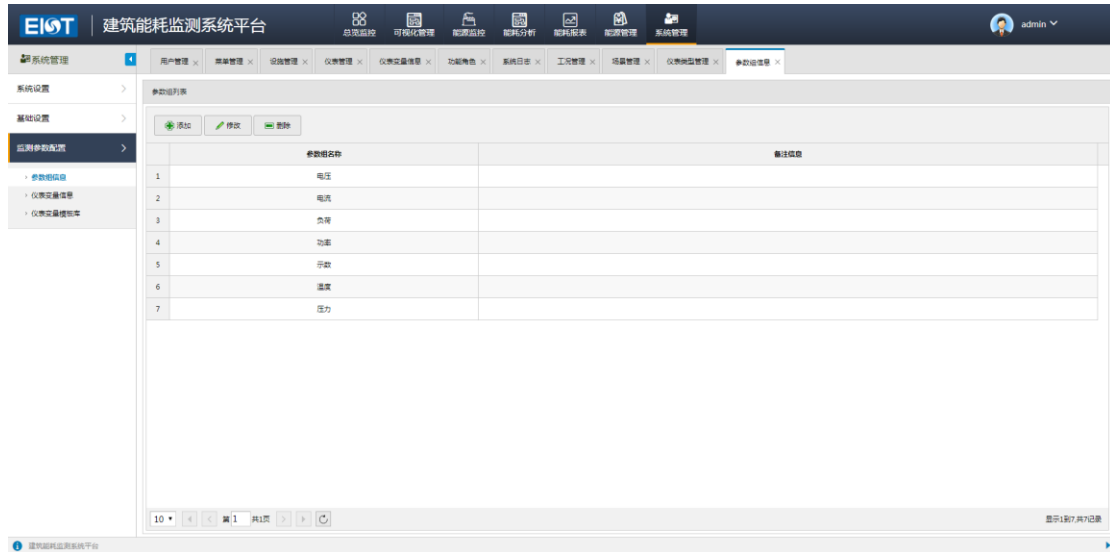 EIOT 建筑能耗监测系统平台 总览监控 可视化管理 能源监控 能耗分析 能耗报表 能源管理 系统管理 admin
系统管理 用户管理 菜单管理 设施管理 仪表管理 仪表变量信息 功能角色 系统日志 工况管理 场景管理 仪表类型管理 参数组信息
系统设置
基础设置
监测参数配置
参数组信息
仪表变量信息
仪表变量模板库
参数组列表
添加 修改 删除
参数组名称 备注信息
1 电压
2 电流
3 负荷
4 功率
5 示数
6 温度
7 压力
10 第 1 共1页 显示1到7,共7记录
建筑能耗监测系统平台